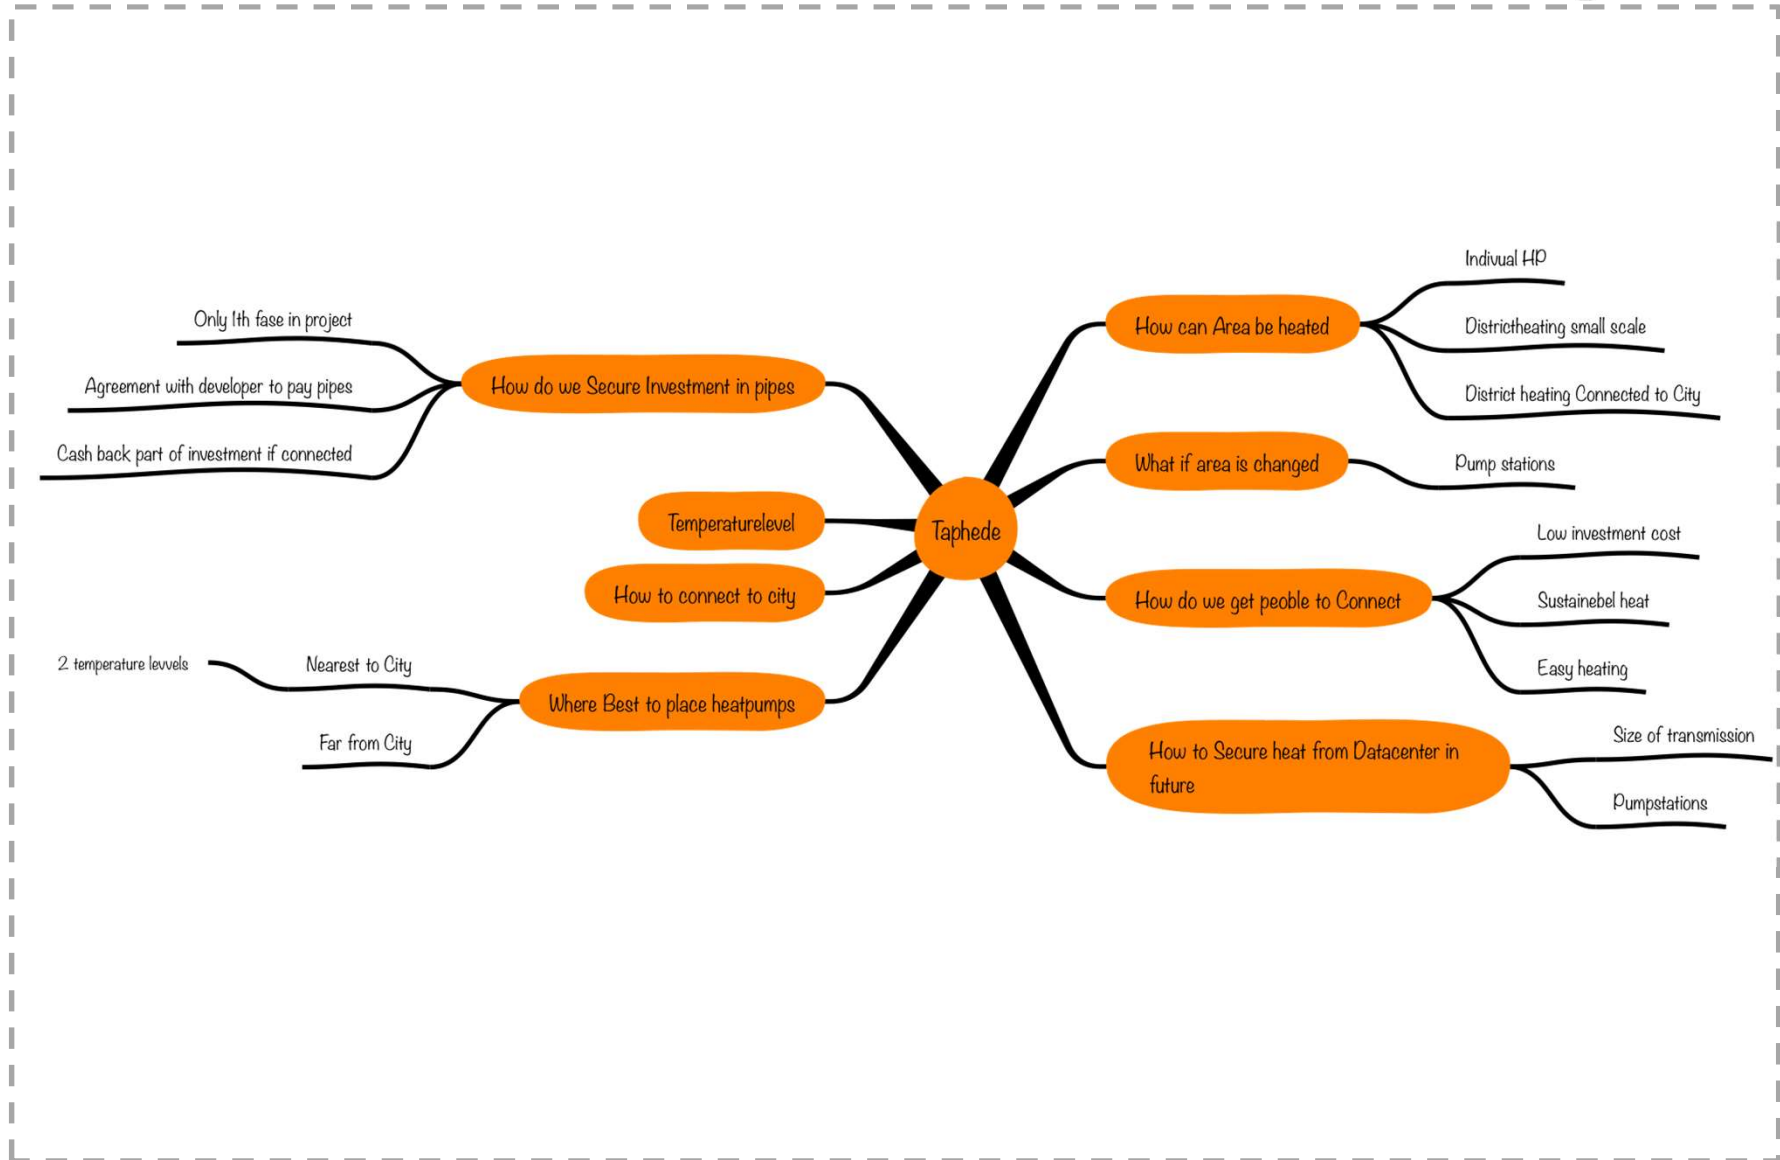 Only 1th fase in project
Agreement with developer to pay pipes
Cash back part of investment if connected
How do we Secure Investment in pipes
Temperaturelevel
How to connect to city
2 temperature levvels
Nearest to City
Far from City
Where Best to place heatpumps
Taphede
How can Area be heated
Indivual HP
Districtheating small scale
District heating Connected to City
What if area is changed
Pump stations
How do we get peoble to Connect
Low investment cost
Sustainebel heat
Easy heating
How to Secure heat from Datacenter in
future
Size of transmission
Pumpstations